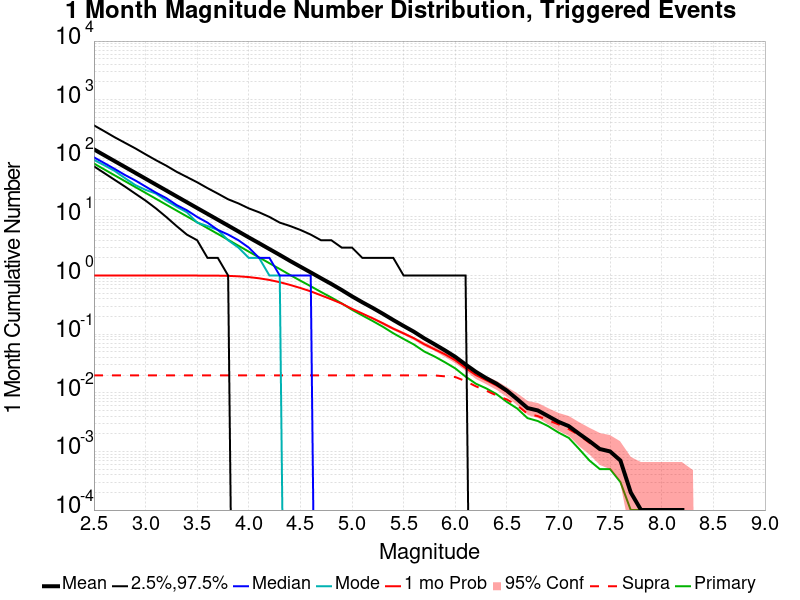 1 Month Magnitude Number Distribution, Triggered Events
1 Month Cumulative Number
10^4
10^3
10^2
10^1
10^0
10^-1
10^-2
10^-3
10^-4
2.5 3.0 3.5 4.0 4.5 5.0 5.5 6.0 6.5 7.0 7.5 8.0 8.5 9.0
Magnitude
Mean 2.5%,97.5% Median Mode 1 mo Prob 95% Conf Supra Primary